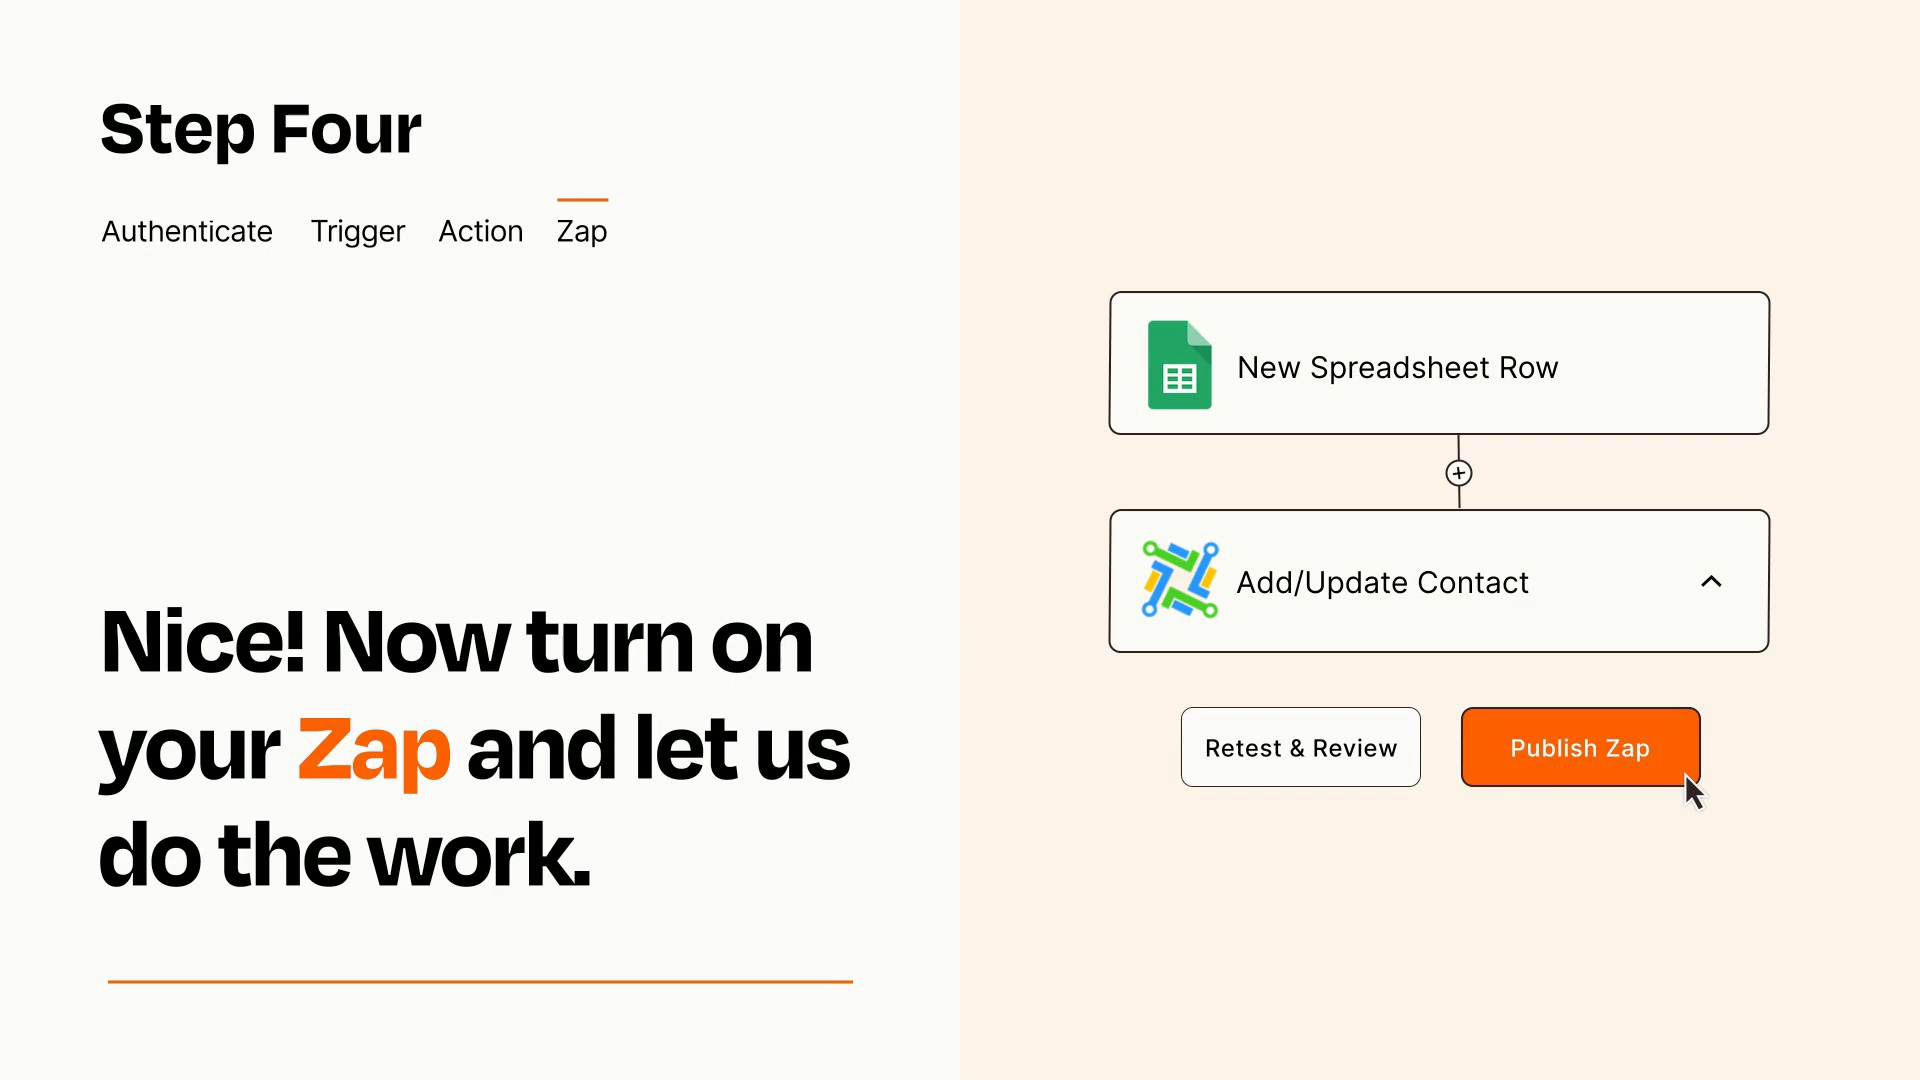 Step Four
Authenticate Trigger Action Zap
Nice! Now turn on
your Zap and let us
do the work.
New Spreadsheet Row
Add/Update Contact
Retest & Review
Publish Zap